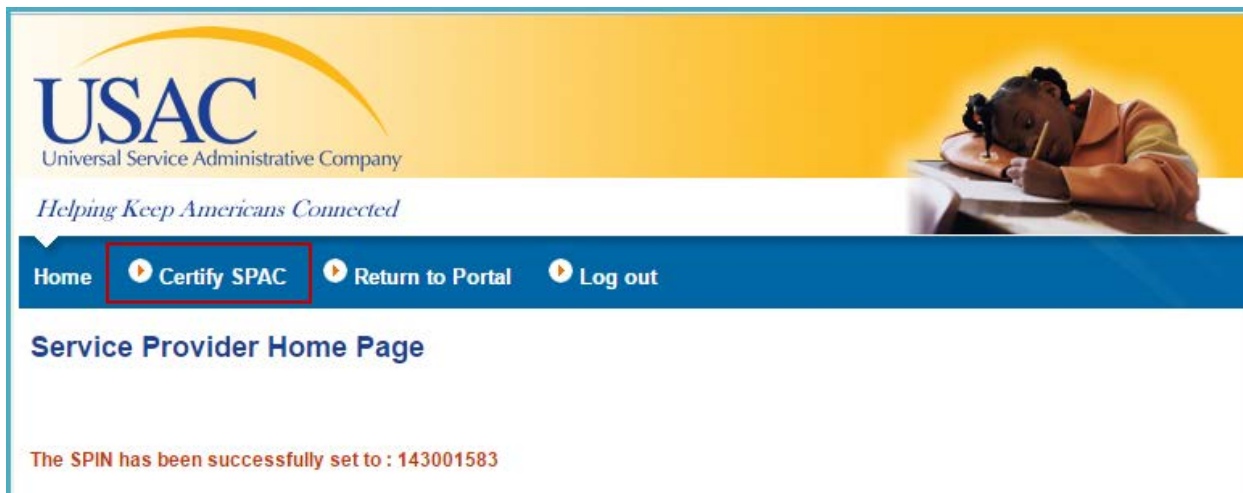 USAC
Universal Service Administrative Company
Helping Keep Americans Connected
Home Certify SPAC Return to Portal Log out
Service Provider Home Page
The SPIN has been successfully set to : 143001583